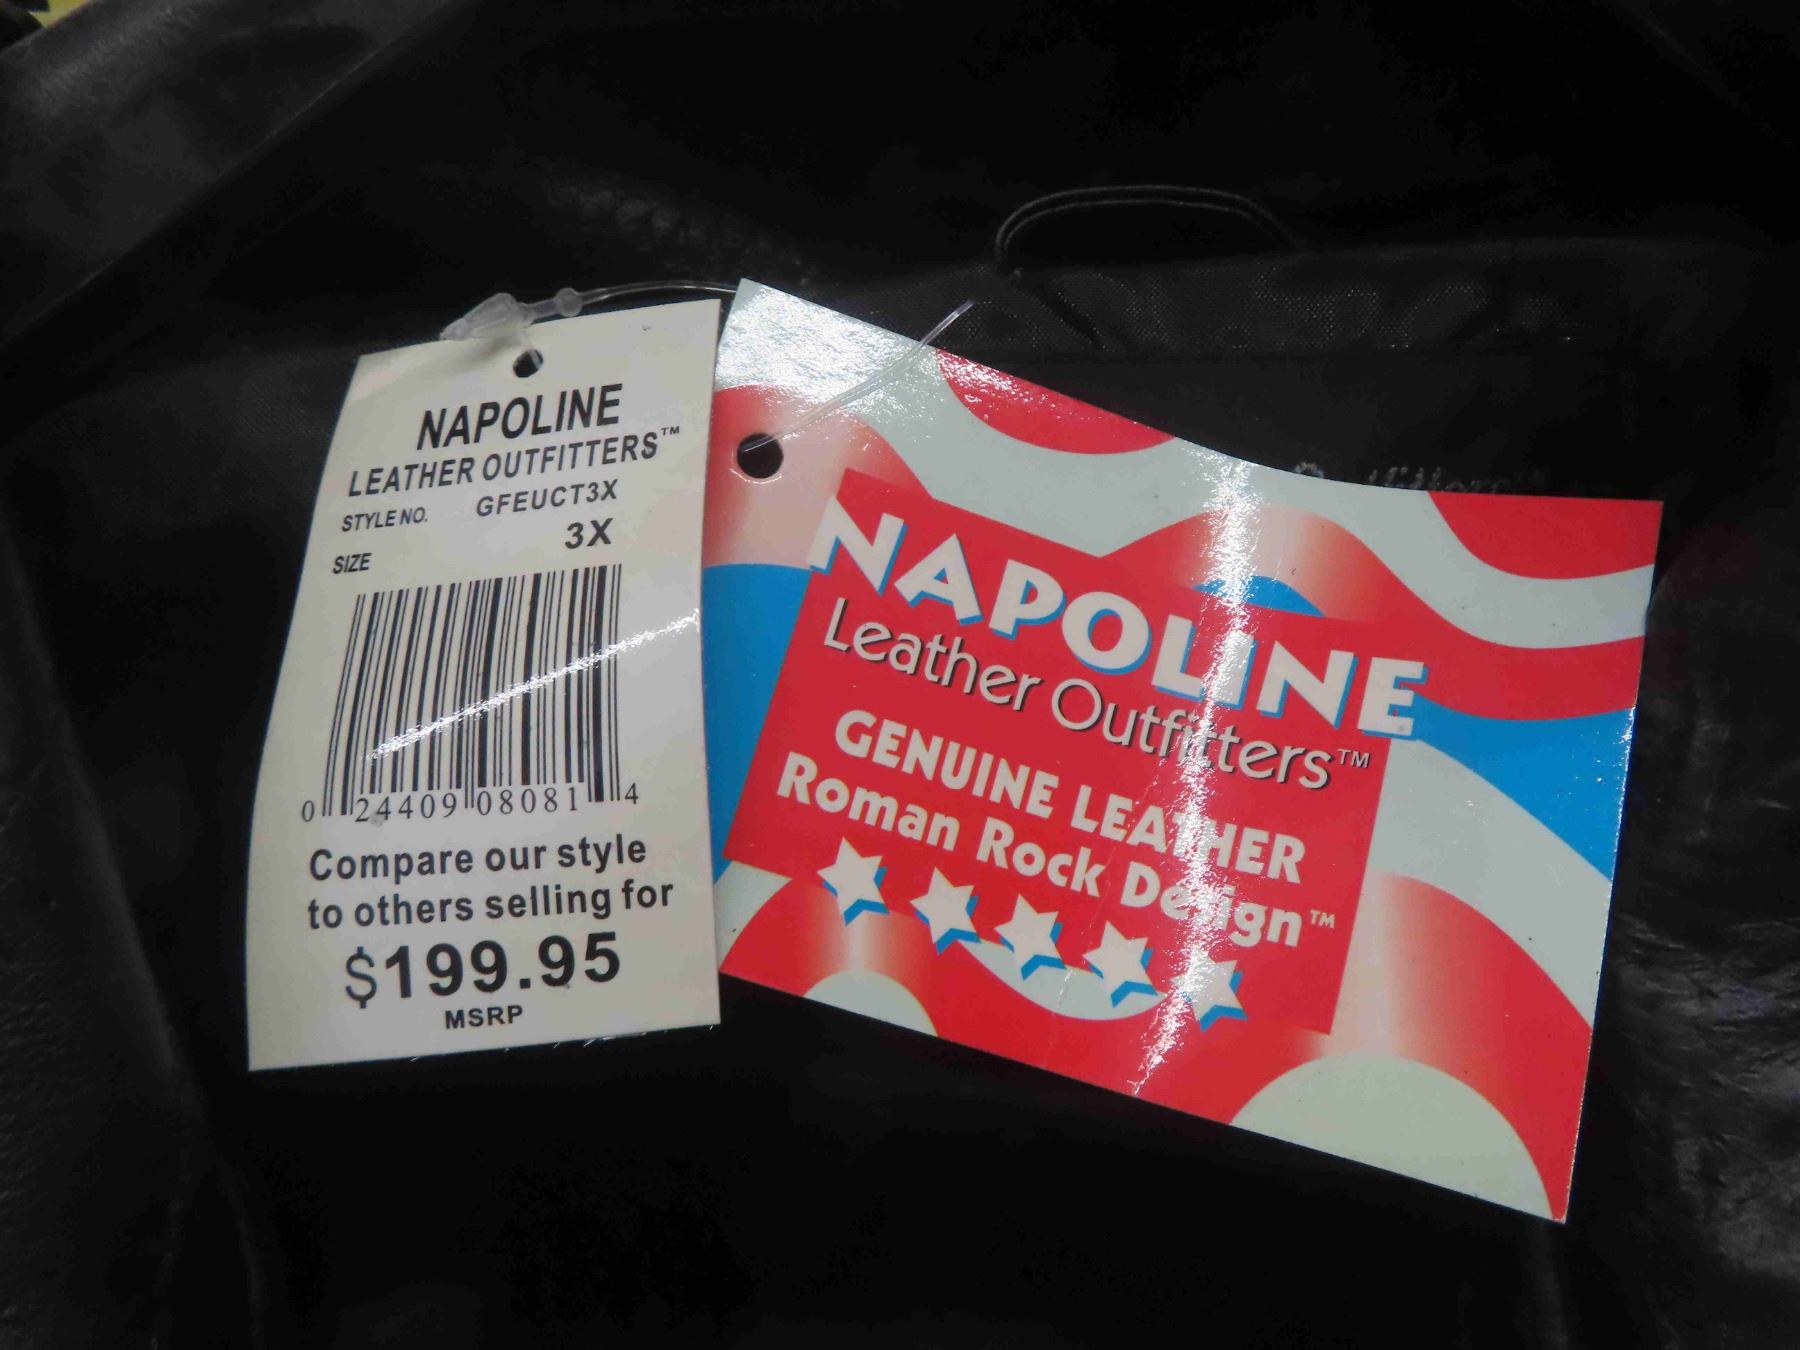 NAPOLINE
LEATHER OUTFITTERS™
STYLE NO. GFEUCT3X
SIZE 3X
0 24409 08081 4
Compare our style
to others selling for
$199.95
MSRP
NAPOLINE
Leather Outfitters™
GENUINE LEATHER
Roman Rock Design™